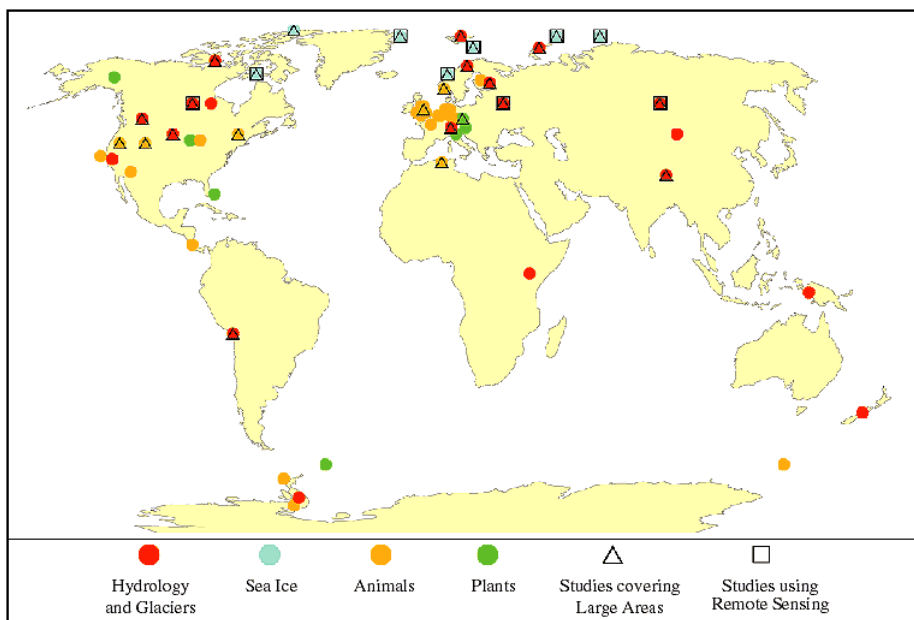 Hydrology
and Glaciers
Sea Ice
Animals
Plants
Studies covering
Large Areas
Studies using
Remote Sensing